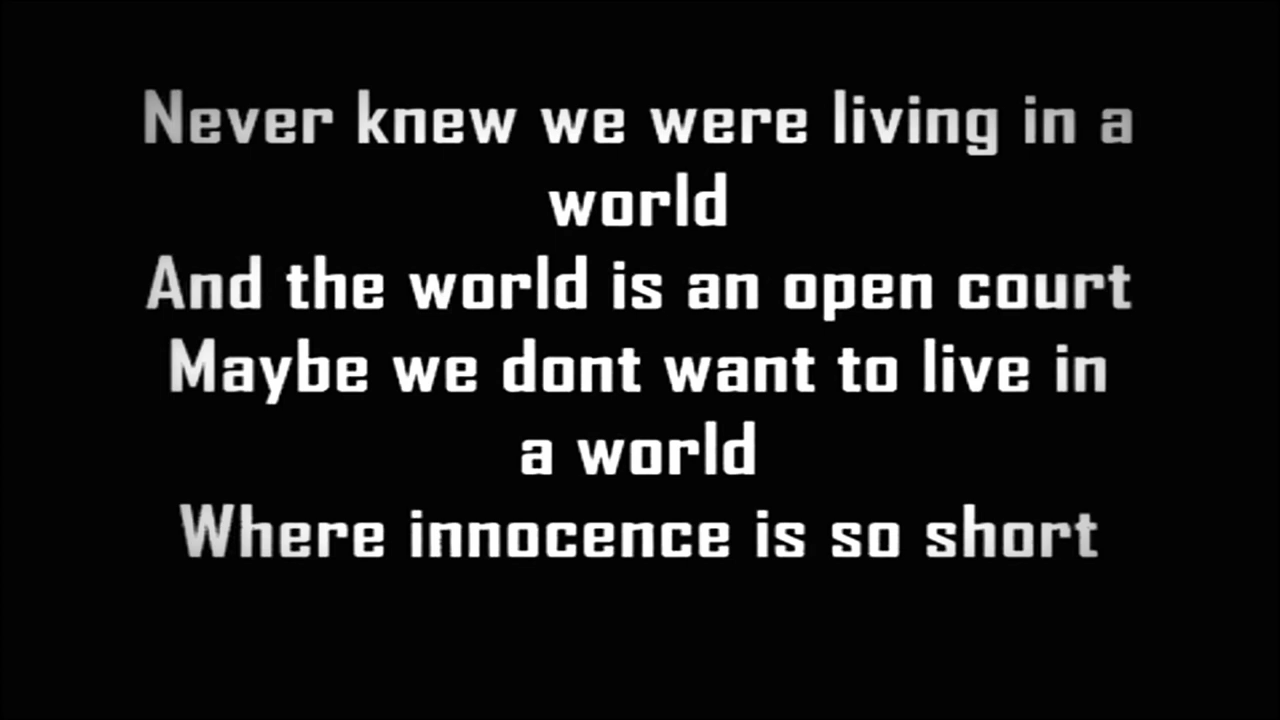 Never knew we were living in a
world
And the world is an open court
Maybe we dont want to live in
a world
Where innocence is so short